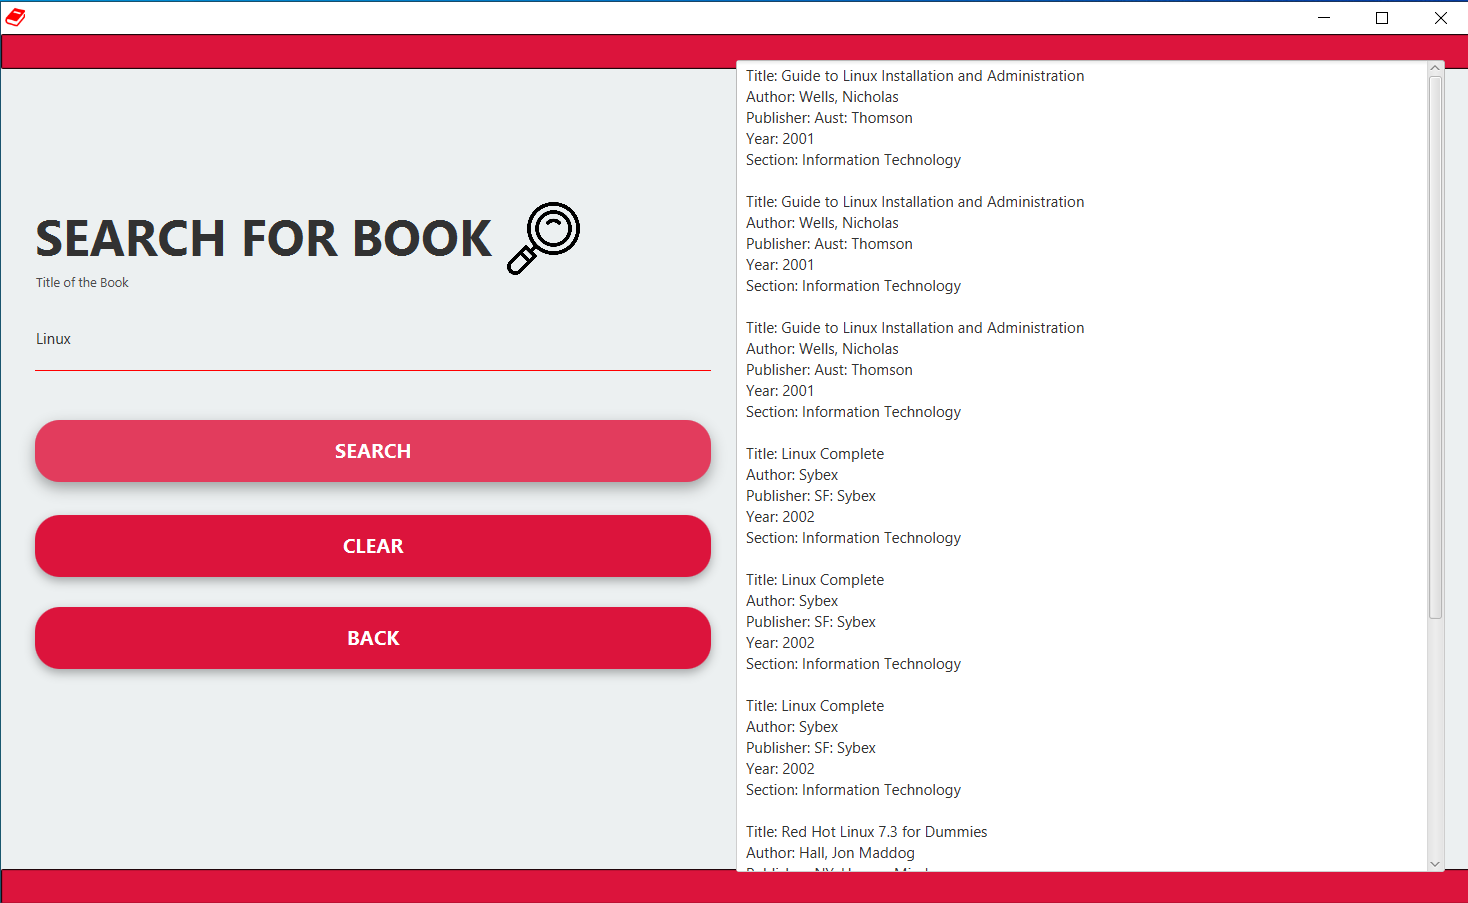 SEARCH FOR BOOK
Title of the Book
Linux
SEARCH
CLEAR
BACK
Title: Guide to Linux Installation and Administration
Author: Wells, Nicholas
Publisher: Aust: Thomson
Year: 2001
Section: Information Technology
Title: Guide to Linux Installation and Administration
Author: Wells, Nicholas
Publisher: Aust: Thomson
Year: 2001
Section: Information Technology
Title: Guide to Linux Installation and Administration
Author: Wells, Nicholas
Publisher: Aust: Thomson
Year: 2001
Section: Information Technology
Title: Linux Complete
Author: Sybex
Publisher: SF: Sybex
Year: 2002
Section: Information Technology
Title: Linux Complete
Author: Sybex
Publisher: SF: Sybex
Year: 2002
Section: Information Technology
Title: Linux Complete
Author: Sybex
Publisher: SF: Sybex
Year: 2002
Section: Information Technology
Title: Red Hot Linux 7.3 for Dummies
Author: Hall, Jon Maddog